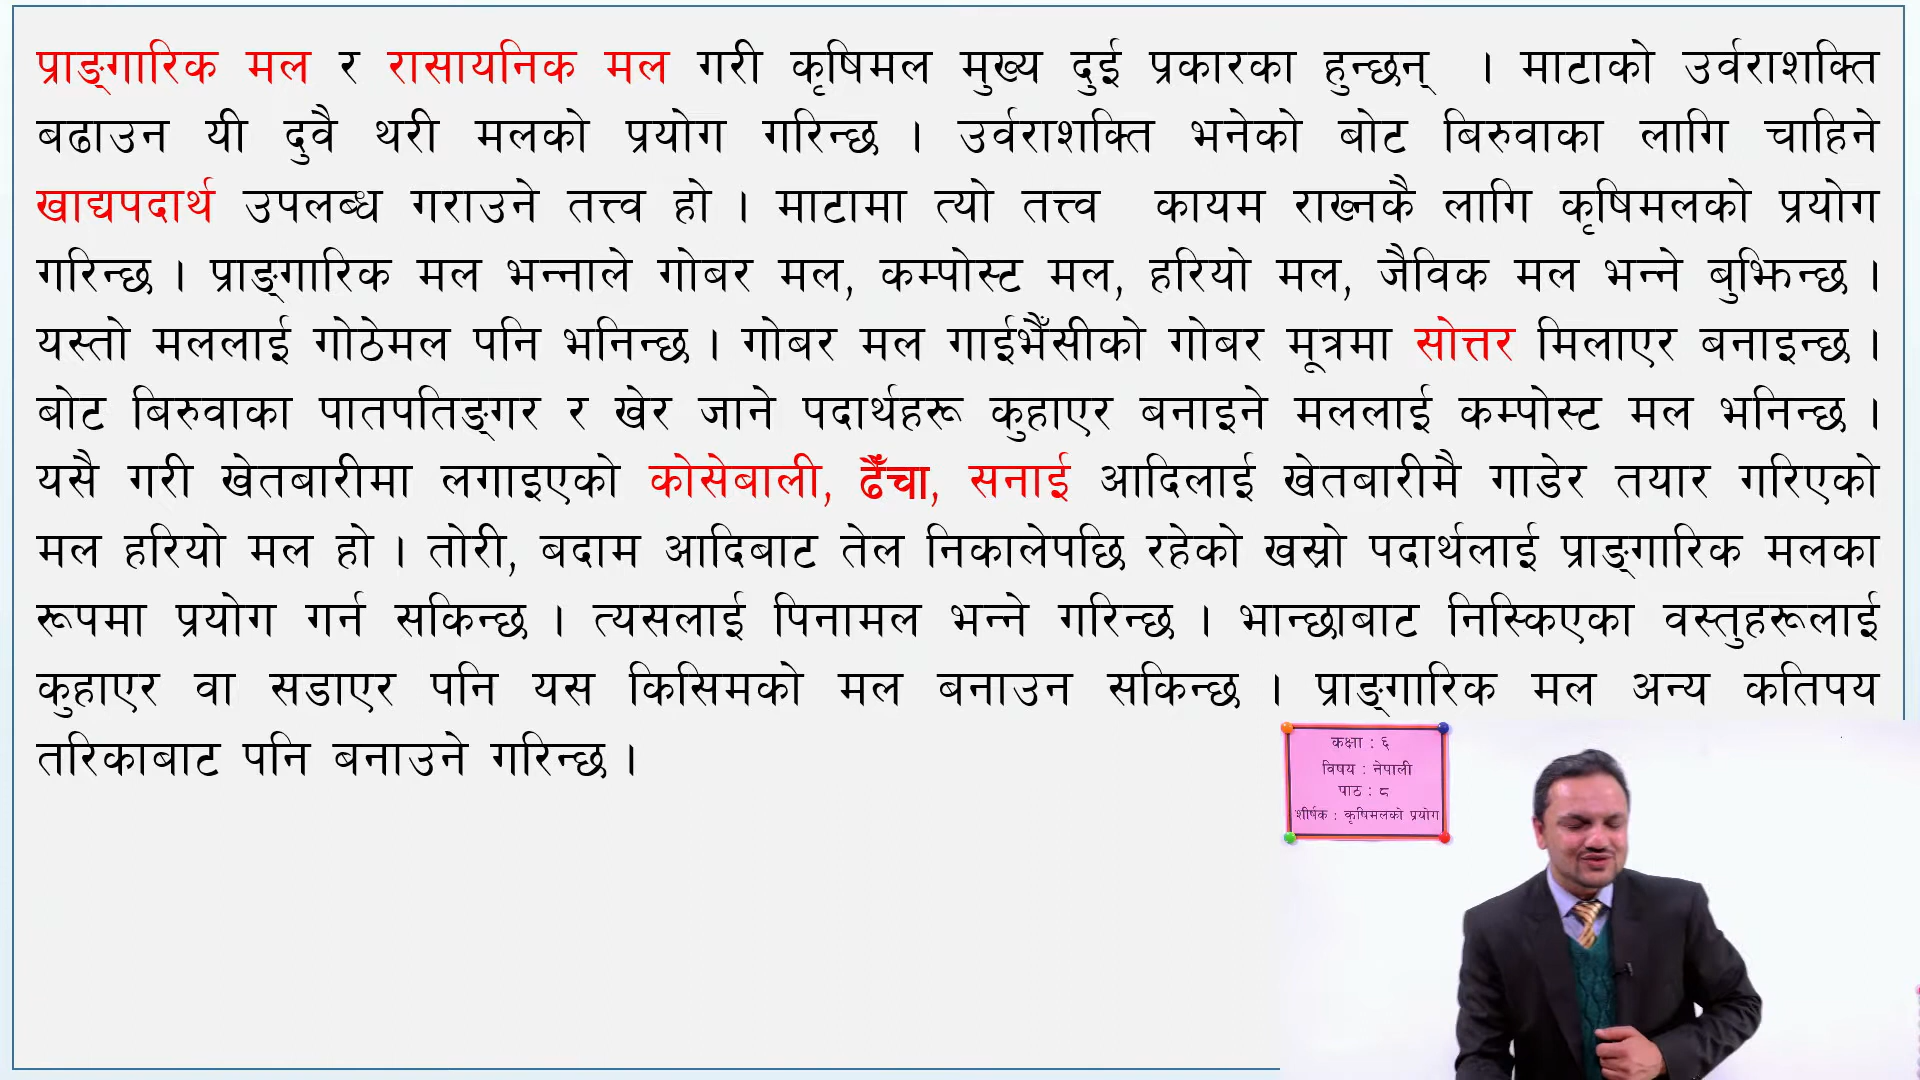 प्राङ्गारिक मल र रासायनिक मल गरी कृषिमल मुख्य दुई प्रकारका हुन्छन् । माटाको उर्वराशक्ति
बढाउन यी दुवै थरी मलको प्रयोग गरिन्छ । उर्वराशक्ति भनेको बोट बिरुवाका लागि चाहिने
खाद्यपदार्थ उपलब्ध गराउने तत्त्व हो । माटामा त्यो तत्त्व कायम राख्नकै लागि कृषिमलको प्रयोग
गरिन्छ । प्राङ्गारिक मल भन्नाले गोबर मल, कम्पोस्ट मल, हरियो मल, जैविक मल भन्ने बुझिन्छ ।
यस्तो मललाई गोठेमल पनि भनिन्छ । गोबर मल गाईभैँसीको गोबर मूत्रमा सोत्तर मिलाएर बनाइन्छ ।
बोट बिरुवाका पातपतिङ्गर र खेर जाने पदार्थहरू कुहाएर बनाइने मललाई कम्पोस्ट मल भनिन्छ ।
यसै गरी खेतबारीमा लगाइएको कोसेबाली, ढैँचा, सनाई आदिलाई खेतबारीमै गाडेर तयार गरिएको
मल हरियो मल हो । तोरी, बदाम आदिबाट तेल निकालेपछि रहेको खस्रो पदार्थलाई प्राङ्गारिक मलका
रूपमा प्रयोग गर्न सकिन्छ । त्यसलाई पिनामल भन्ने गरिन्छ । भान्छाबाट निस्किएका वस्तुहरूलाई
कुहाएर वा सडाएर पनि यस किसिमको मल बनाउन सकिन्छ । प्राङ्गारिक मल अन्य कतिपय
तरिकाबाट पनि बनाउने गरिन्छ ।
कक्षा : ६
विषय : नेपाली
पाठ : ८
शीर्षक : कृषिमलको प्रयोग